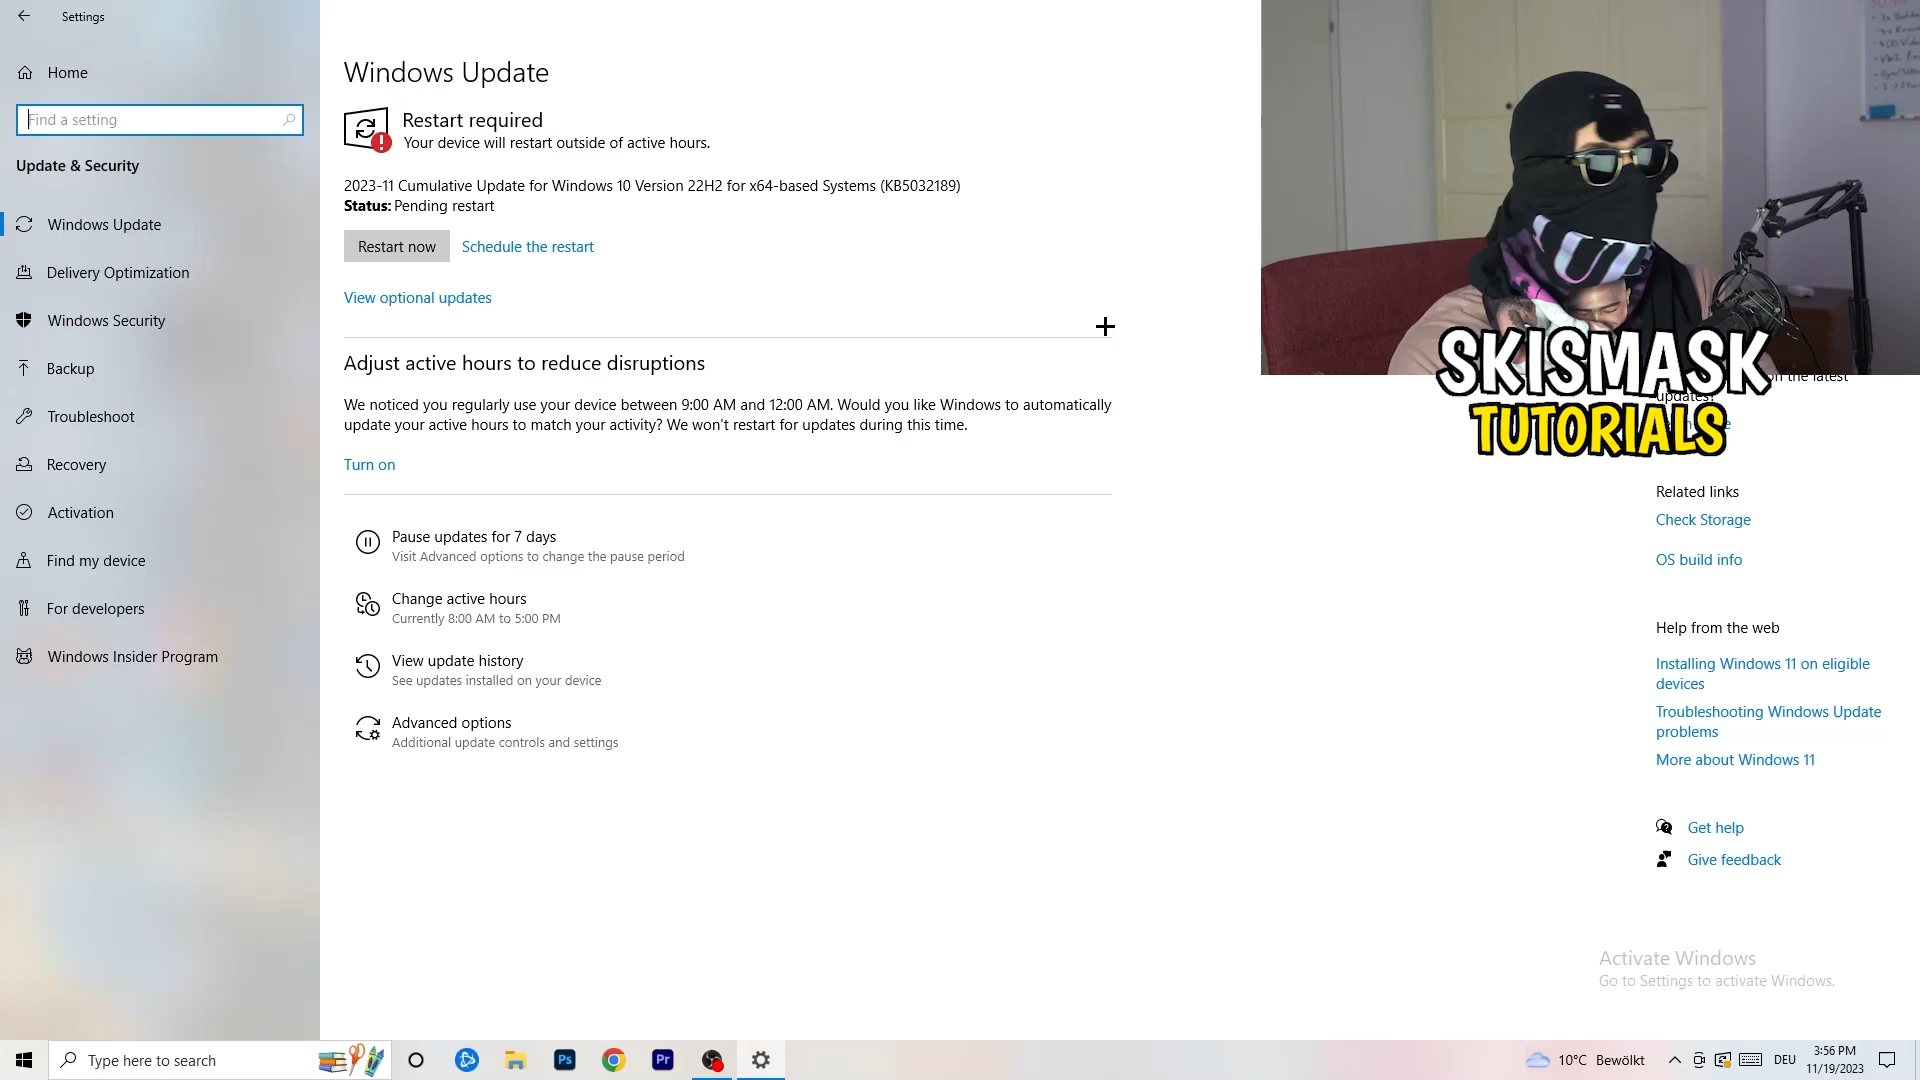 Settings
Home
Find a setting
Update & Security
Windows Update
Delivery Optimization
Windows Security
Backup
Troubleshoot
Recovery
Activation
Find my device
For developers
Windows Insider Program
Windows Update
Restart required
Your device will restart outside of active hours.
2023-11 Cumulative Update for Windows 10 Version 22H2 for x64-based Systems (KB5032189)
Status: Pending restart
Restart now
Schedule the restart
View optional updates
Adjust active hours to reduce disruptions
We noticed you regularly use your device between 9:00 AM and 12:00 AM. Would you like Windows to automatically
update your active hours to match your activity? We won't restart for updates during this time.
Turn on
Pause updates for 7 days
Visit Advanced options to change the pause period
Change active hours
Currently 8:00 AM to 5:00 PM
View update history
See updates installed on your device
Advanced options
Additional update controls and settings
SKISMASK
TUTORIALS
on the latest
updates?
Related links
Check Storage
OS build info
Help from the web
Installing Windows 11 on eligible
devices
Troubleshooting Windows Update
problems
More about Windows 11
Get help
Give feedback
Activate Windows
Go to Settings to activate Windows.
Type here to search
Ps
Pr
10°C Bewölkt
DEU
3:56 PM
11/19/2023